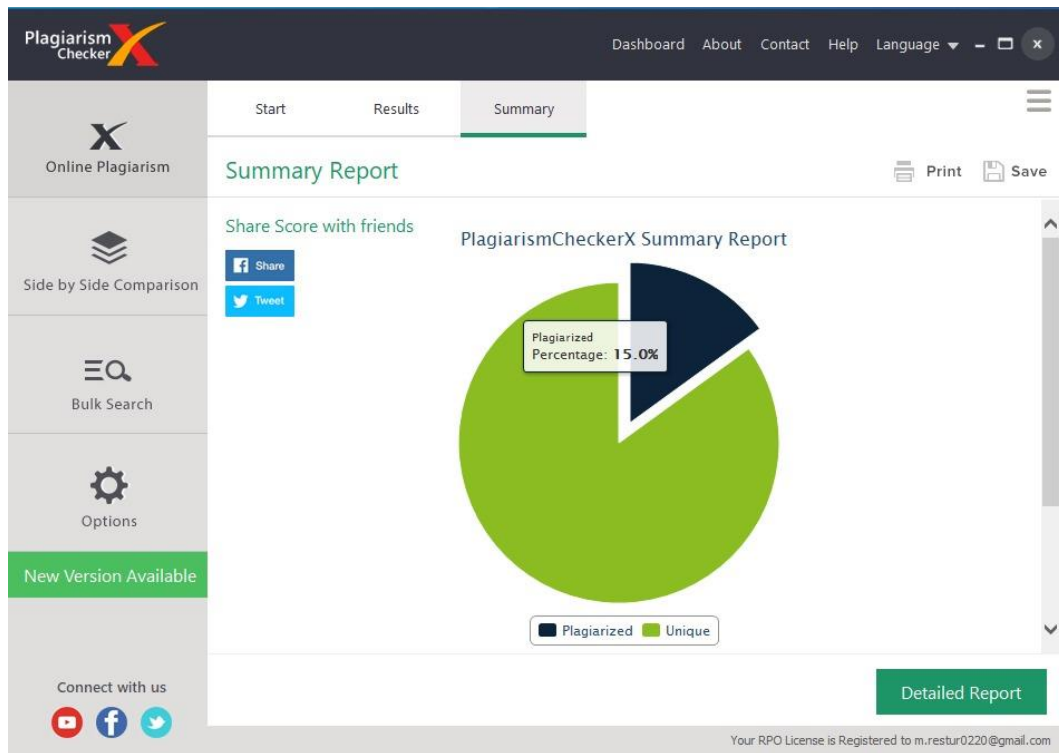 Plagiarism
Checker
Dashboard About Contact Help Language
Start Results Summary
Online Plagiarism
Summary Report
Print Save
Share Score with friends
Share
Tweet
PlagiarismCheckerX Summary Report
Plagiarized
Percentage: 15.0%
Side by Side Comparison
Bulk Search
Options
New Version Available
Plagiarized Unique
Connect with us
Detailed Report
Your RPO License is Registered to m.restur0220@gmail.com